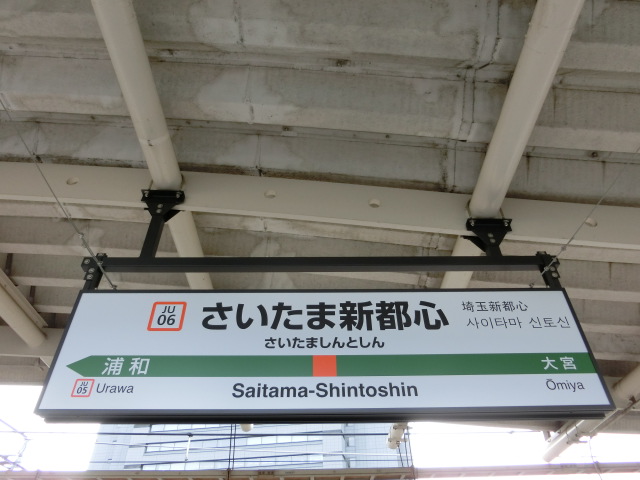 JU
06
さいたま新都心
埼玉新都心
사이타마 신토신
さいたましんとしん
浦和
大宮
JU
05
Urawa
Saitama-Shintoshin
Ōmiya